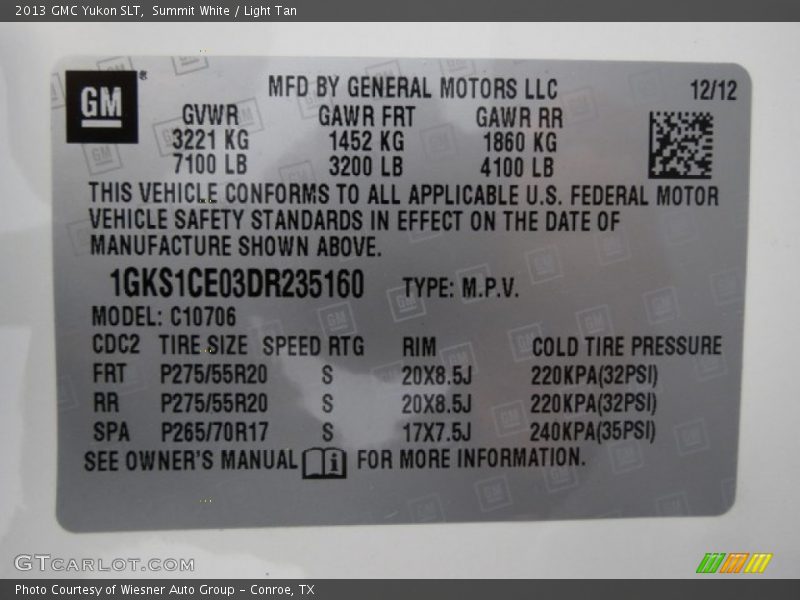 2013 GMC Yukon SLT,  Summit White / Light Tan
GM ®
MFD BY GENERAL MOTORS LLC 12/12
GVWR GAWR FRT GAWR RR
3221 KG 1452 KG 1860 KG
7100 LB 3200 LB 4100 LB
THIS VEHICLE CONFORMS TO ALL APPLICABLE U.S. FEDERAL MOTOR
VEHICLE SAFETY STANDARDS IN EFFECT ON THE DATE OF
MANUFACTURE SHOWN ABOVE.
1GKS1CE03DR235160 TYPE: M.P.V.
MODEL: C10706
CDC2 TIRE SIZE SPEED RTG RIM COLD TIRE PRESSURE
FRT P275/55R20 S 20X8.5J 220KPA(32PSI)
RR P275/55R20 S 20X8.5J 220KPA(32PSI)
SPA P265/70R17 S 17X7.5J 240KPA(35PSI)
SEE OWNER'S MANUAL FOR MORE INFORMATION.
GTCARLOT.COM
Photo Courtesy of Wiesner Auto Group - Conroe, TX